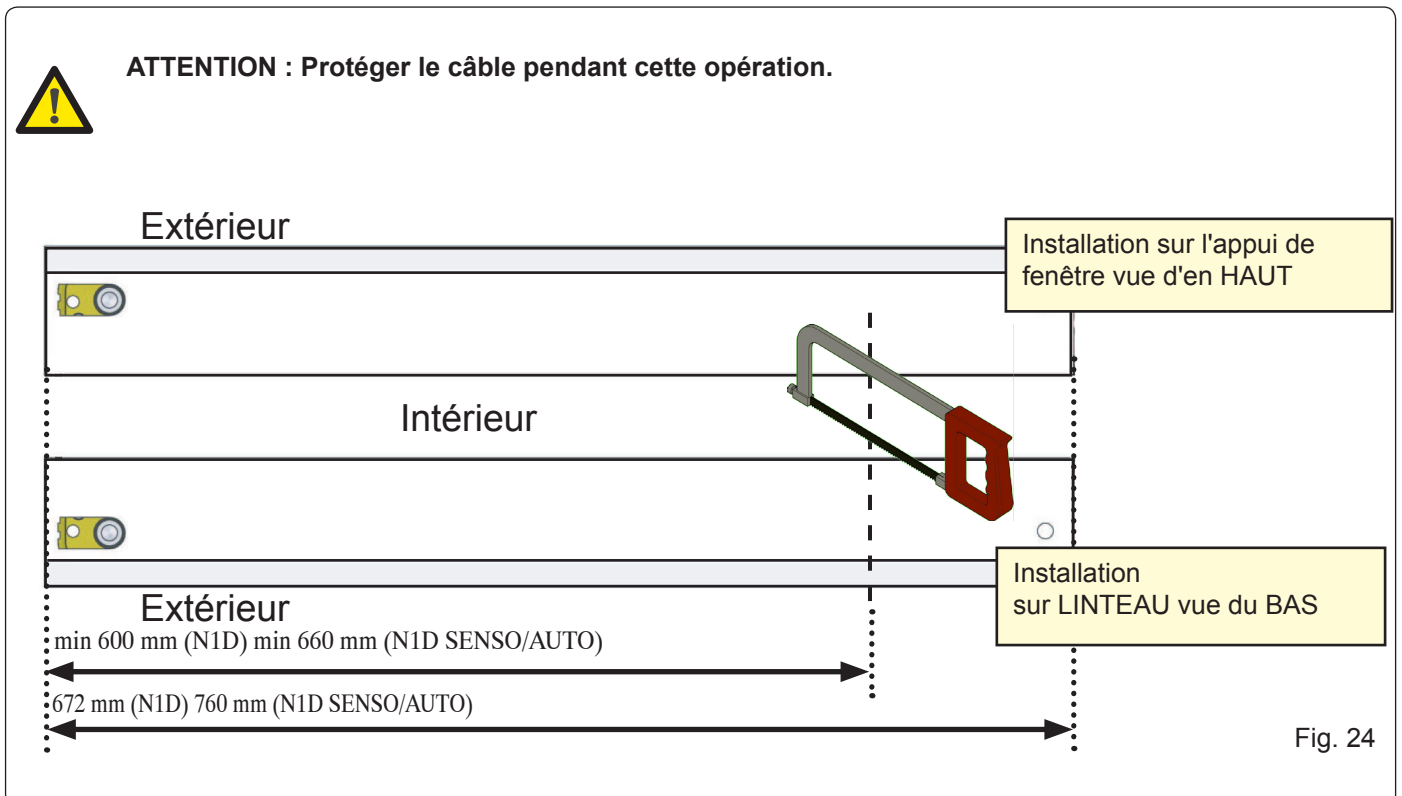 ATTENTION : Protéger le câble pendant cette opération.
Extérieur
Installation sur l'appui de
fenêtre vue d'en HAUT
Intérieur
Installation
sur LINTEAU vue du BAS
Extérieur
min 600 mm (N1D) min 660 mm (N1D SENSO/AUTO)
672 mm (N1D) 760 mm (N1D SENSO/AUTO)
Fig. 24